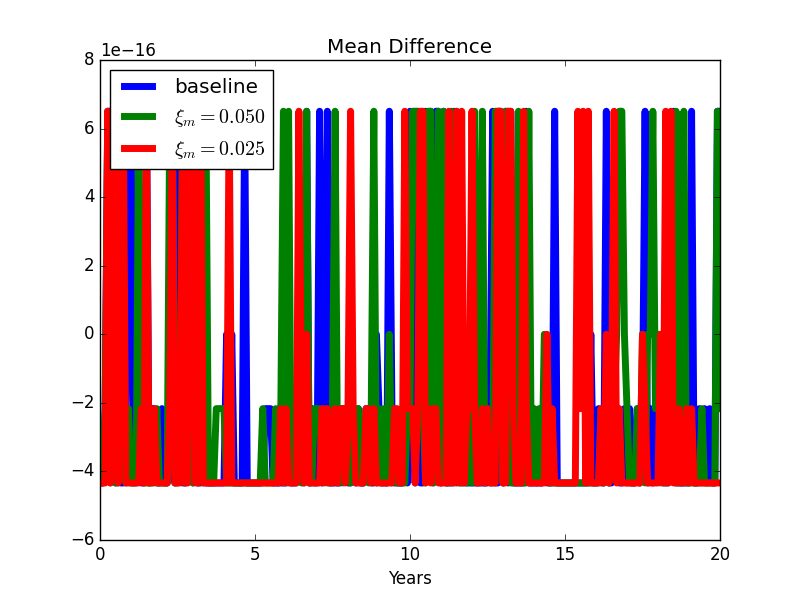 Mean Difference
1e−16
8
6
4
2
0
−2
−4
−6
baseline
ξ_m = 0.050
ξ_m = 0.025
0 5 10 15 20
Years